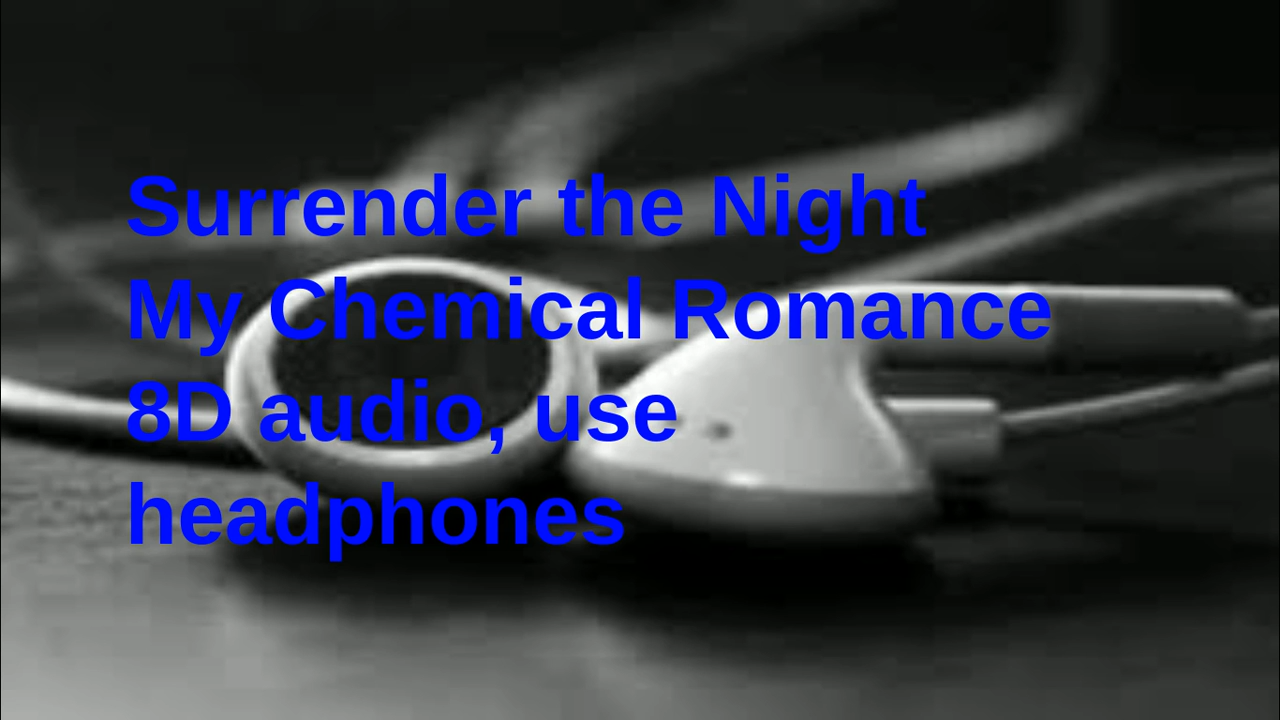 Surrender the Night
My Chemical Romance
8D audio, use
headphones